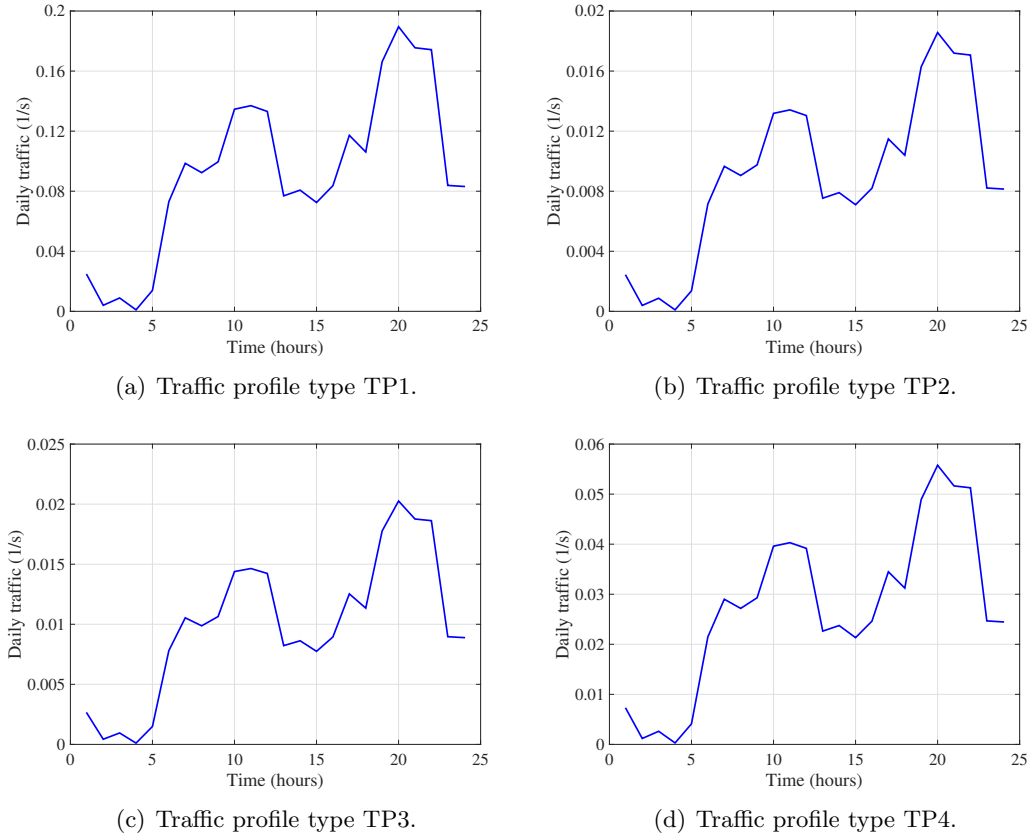 0.2
0.16
0.12
0.08
0.04
0
0 5 10 15 20 25
Daily traffic (1/s)
Time (hours)
(a) Traffic profile type TP1.
0.02
0.016
0.012
0.008
0.004
0
0 5 10 15 20 25
Daily traffic (1/s)
Time (hours)
(b) Traffic profile type TP2.
0.025
0.02
0.015
0.01
0.005
0
0 5 10 15 20 25
Daily traffic (1/s)
Time (hours)
(c) Traffic profile type TP3.
0.06
0.05
0.04
0.03
0.02
0.01
0
0 5 10 15 20 25
Daily traffic (1/s)
Time (hours)
(d) Traffic profile type TP4.